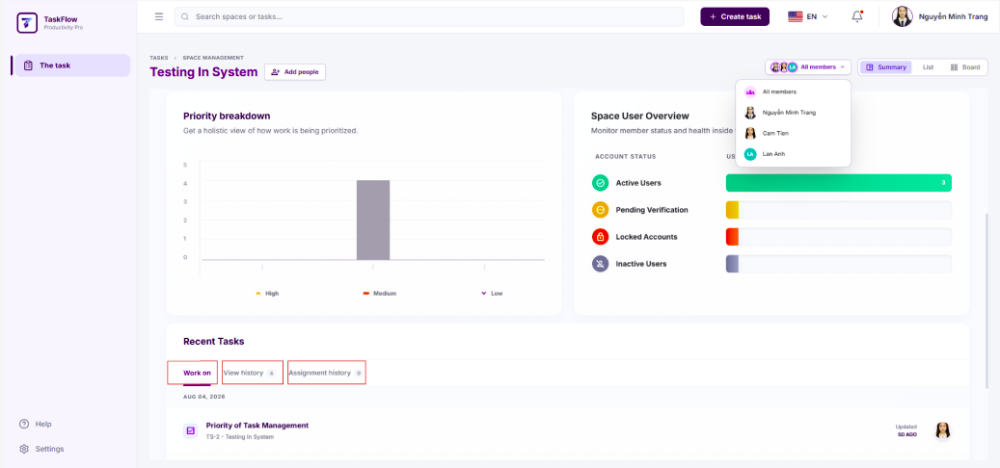 TaskFlow
Productivity Pro
Search spaces or tasks...
+ Create task
EN
Nguyễn Minh Trang
The task
TASKS > SPACE MANAGEMENT
Testing In System
Add people
LA All members
Summary
List
Board
All members
Nguyễn Minh Trang
Cam Tien
LA Lan Anh
Priority breakdown
Get a holistic view of how work is being prioritized.
5
4
3
2
1
0
High
Medium
Low
Space User Overview
Monitor member status and health inside
ACCOUNT STATUS
US
Active Users
3
Pending Verification
Locked Accounts
Inactive Users
Recent Tasks
Work on
View history 4
Assignment history
AUG 04, 2026
Priority of Task Management
TS-2 • Testing In System
Updated
5D AGO
Help
Settings